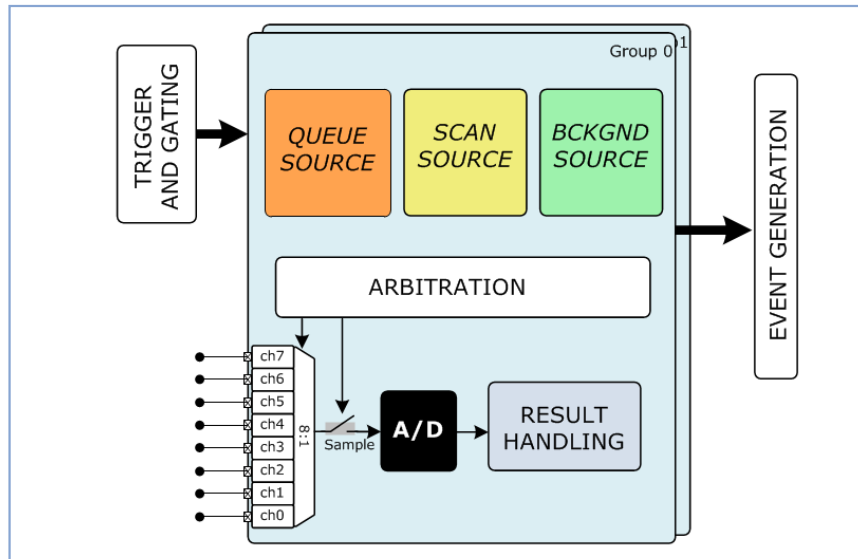 Group 0
1
TRIGGER
AND GATING
QUEUE
SOURCE
SCAN
SOURCE
BCKGND
SOURCE
EVENT GENERATION
ARBITRATION
ch7
ch6
ch5
ch4
ch3
ch2
ch1
ch0
8:1
Sample
A/D
RESULT
HANDLING